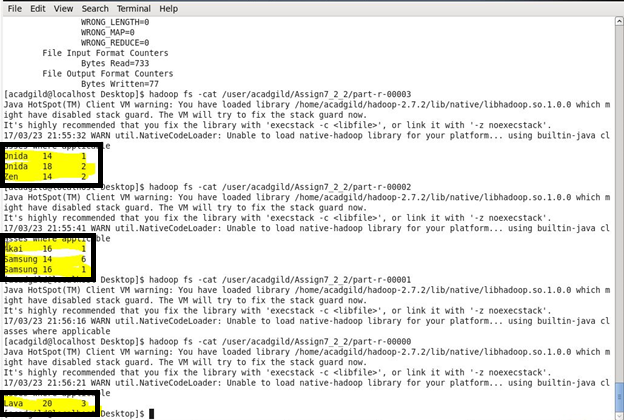 File Edit View Search Terminal Help
WRONG_LENGTH=0
WRONG_MAP=0
WRONG_REDUCE=0
File Input Format Counters
Bytes Read=733
File Output Format Counters
Bytes Written=77
[acadgild@localhost Desktop]$ hadoop fs -cat /user/acadgild/Assign7_2_2/part-r-00003
Java HotSpot(TM) Client VM warning: You have loaded library /home/acadgild/hadoop-2.7.2/lib/native/libhadoop.so.1.0.0 which m
ight have disabled stack guard. The VM will try to fix the stack guard now.
It's highly recommended that you fix the library with 'execstack -c <libfile>', or link it with '-z noexecstack'.
17/03/23 21:55:32 WARN util.NativeCodeLoader: Unable to load native-hadoop library for your platform... using builtin-java cl
asses where applicable
Onida 14 1
Onida 18 2
Zen 14 2
[acadgild@localhost Desktop]$ hadoop fs -cat /user/acadgild/Assign7_2_2/part-r-00002
Java HotSpot(TM) Client VM warning: You have loaded library /home/acadgild/hadoop-2.7.2/lib/native/libhadoop.so.1.0.0 which m
ight have disabled stack guard. The VM will try to fix the stack guard now.
It's highly recommended that you fix the library with 'execstack -c <libfile>', or link it with '-z noexecstack'.
17/03/23 21:55:41 WARN util.NativeCodeLoader: Unable to load native-hadoop library for your platform... using builtin-java cl
asses where applicable
Akai 16 1
Samsung 14 6
Samsung 16 1
[acadgild@localhost Desktop]$ hadoop fs -cat /user/acadgild/Assign7_2_2/part-r-00001
Java HotSpot(TM) Client VM warning: You have loaded library /home/acadgild/hadoop-2.7.2/lib/native/libhadoop.so.1.0.0 which m
ight have disabled stack guard. The VM will try to fix the stack guard now.
It's highly recommended that you fix the library with 'execstack -c <libfile>', or link it with '-z noexecstack'.
17/03/23 21:56:16 WARN util.NativeCodeLoader: Unable to load native-hadoop library for your platform... using builtin-java cl
asses where applicable
[acadgild@localhost Desktop]$ hadoop fs -cat /user/acadgild/Assign7_2_2/part-r-00000
Java HotSpot(TM) Client VM warning: You have loaded library /home/acadgild/hadoop-2.7.2/lib/native/libhadoop.so.1.0.0 which m
ight have disabled stack guard. The VM will try to fix the stack guard now.
It's highly recommended that you fix the library with 'execstack -c <libfile>', or link it with '-z noexecstack'.
17/03/23 21:56:21 WARN util.NativeCodeLoader: Unable to load native-hadoop library for your platform... using builtin-java cl
asses where applicable
Lava 20 3
[acadgild@localhost Desktop]$